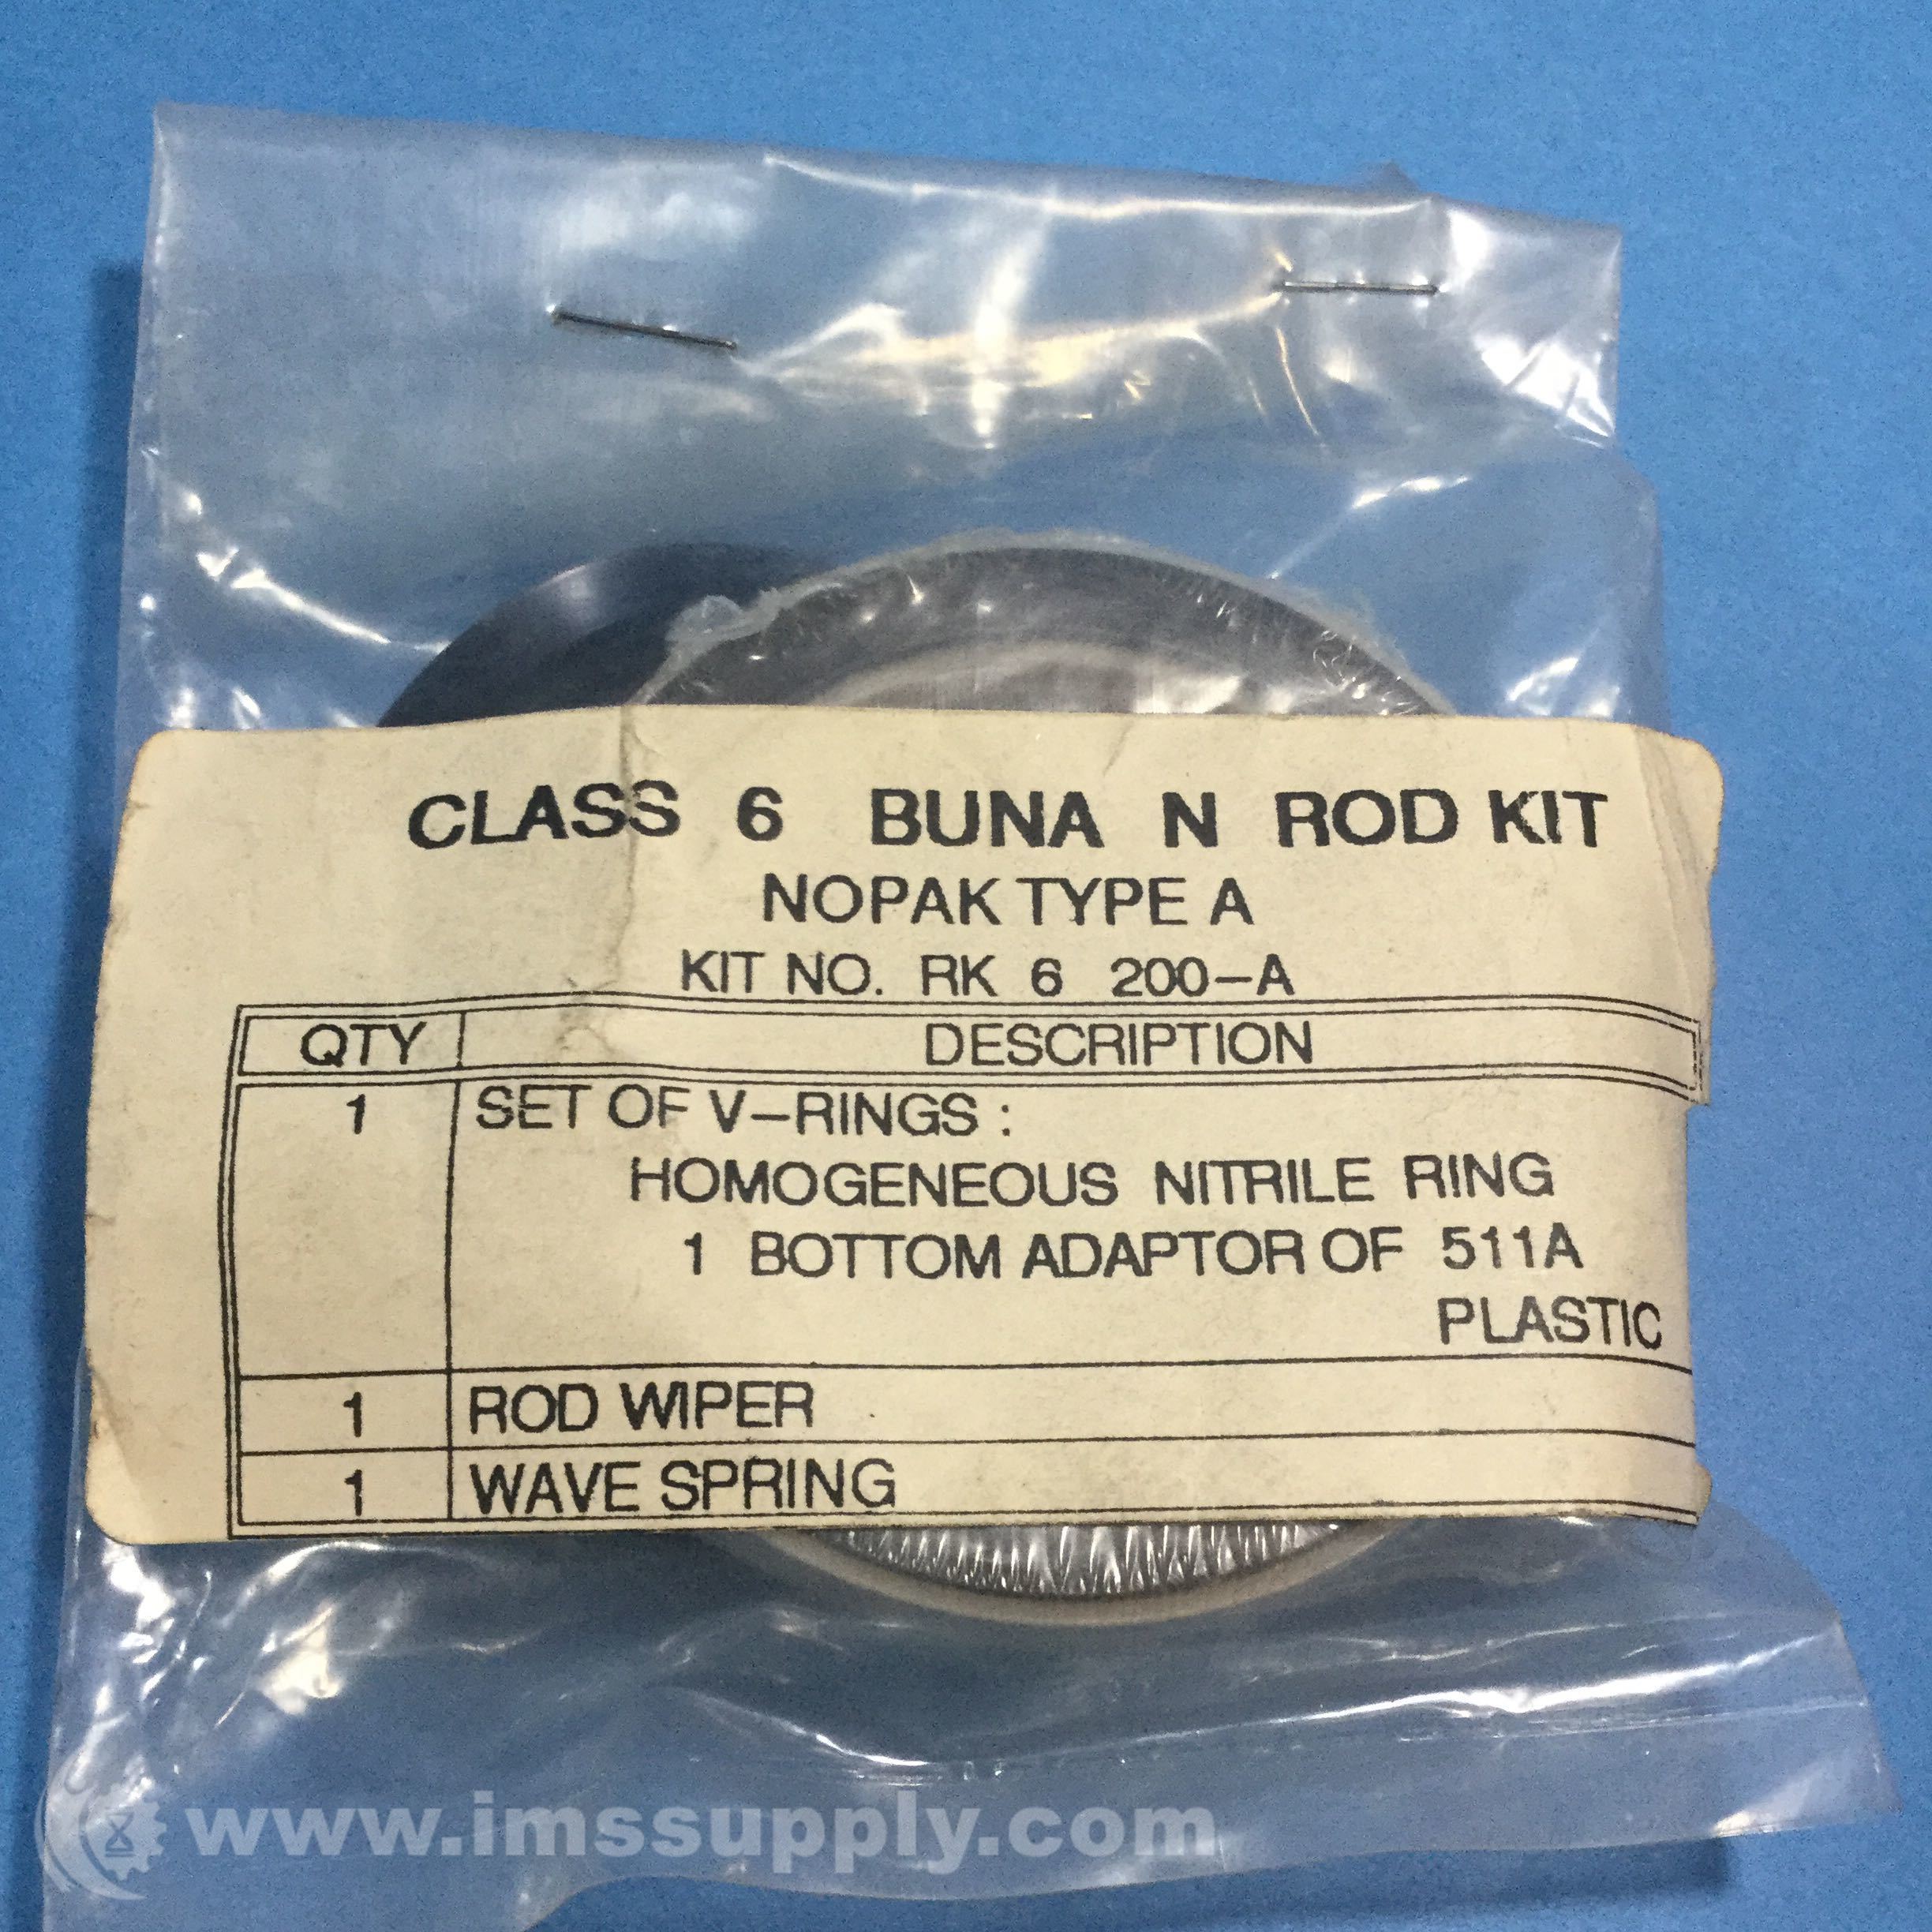 CLASS 6 BUNA N ROD KIT
NOPAK TYPE A
KIT NO. RK 6 200-A
QTY DESCRIPTION
1 SET OF V-RINGS :
HOMOGENEOUS NITRILE RING
1 BOTTOM ADAPTOR OF 511A
PLASTIC
1 ROD WIPER
1 WAVE SPRING
www.imssupply.com